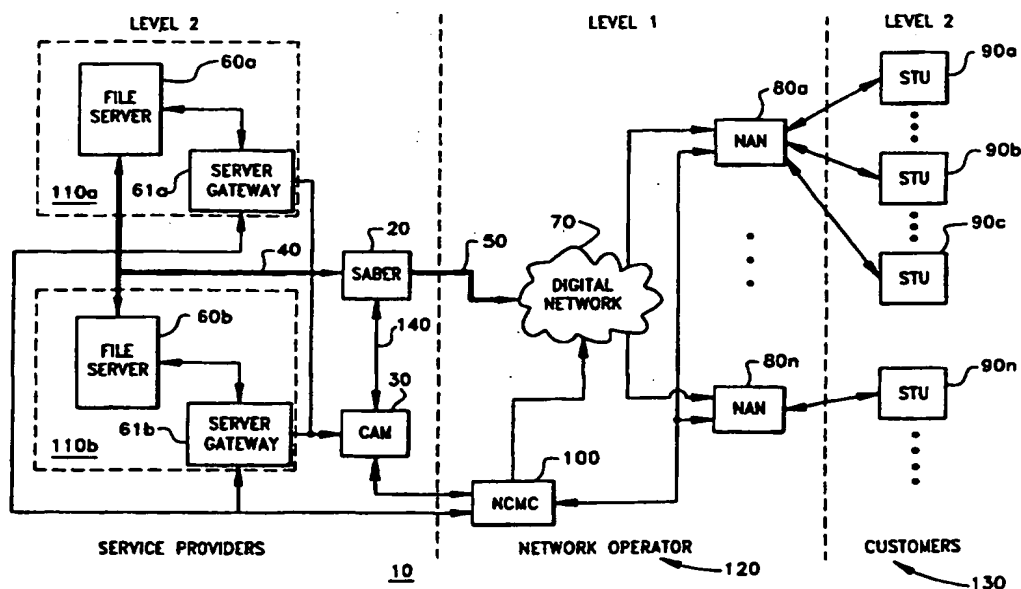 LEVEL 2
LEVEL 1
LEVEL 2
60a
FILE
SERVER
110a
61a
SERVER
GATEWAY
40
20
SABER
50
140
60b
FILE
SERVER
110b
61b
SERVER
GATEWAY
30
CAM
70
DIGITAL
NETWORK
80a
NAN
80n
NAN
100
NCMC
90a
STU
90b
STU
90c
STU
90n
STU
SERVICE PROVIDERS
10
NETWORK OPERATOR
120
CUSTOMERS
130